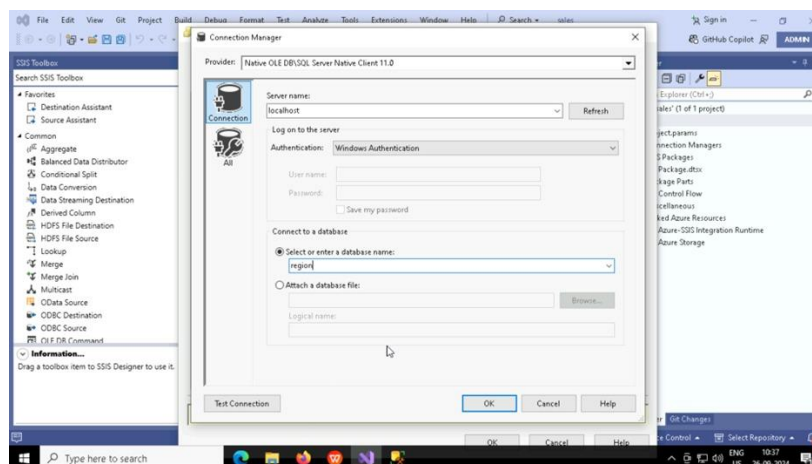 File Edit View Git Project Build Debug Format Test Analyze Tools Extensions Window Help Search sales Sign in
GitHub Copilot ADMIN
SSIS Toolbox
Search SSIS Toolbox
Favorites
Destination Assistant
Source Assistant
Common
Aggregate
Balanced Data Distributor
Conditional Split
Data Conversion
Data Streaming Destination
Derived Column
HDFS File Destination
HDFS File Source
Lookup
Merge
Merge Join
Multicast
OData Source
ODBC Destination
ODBC Source
OLE DB Command
Information...
Drag a toolbox item to SSIS Designer to use it.
Connection Manager
Provider: Native OLE DB\SQL Server Native Client 11.0
Connection
All
Server name:
localhost Refresh
Log on to the server
Authentication: Windows Authentication
User name:
Password:
Save my password
Connect to a database
Select or enter a database name:
region
Attach a database file:
Browse...
Logical name:
Test Connection OK Cancel Help
OK Cancel Help
Explorer (Ctrl+;)
ales' (1 of 1 project)
ject.params
nnection Managers
S Packages
Package.dtsx
kage Parts
Control Flow
scellaneous
ked Azure Resources
Azure-SSIS Integration Runtime
Azure Storage
Git Changes
ce Control Select Repository
Type here to search
ENG 10:37
US 26-09-2024